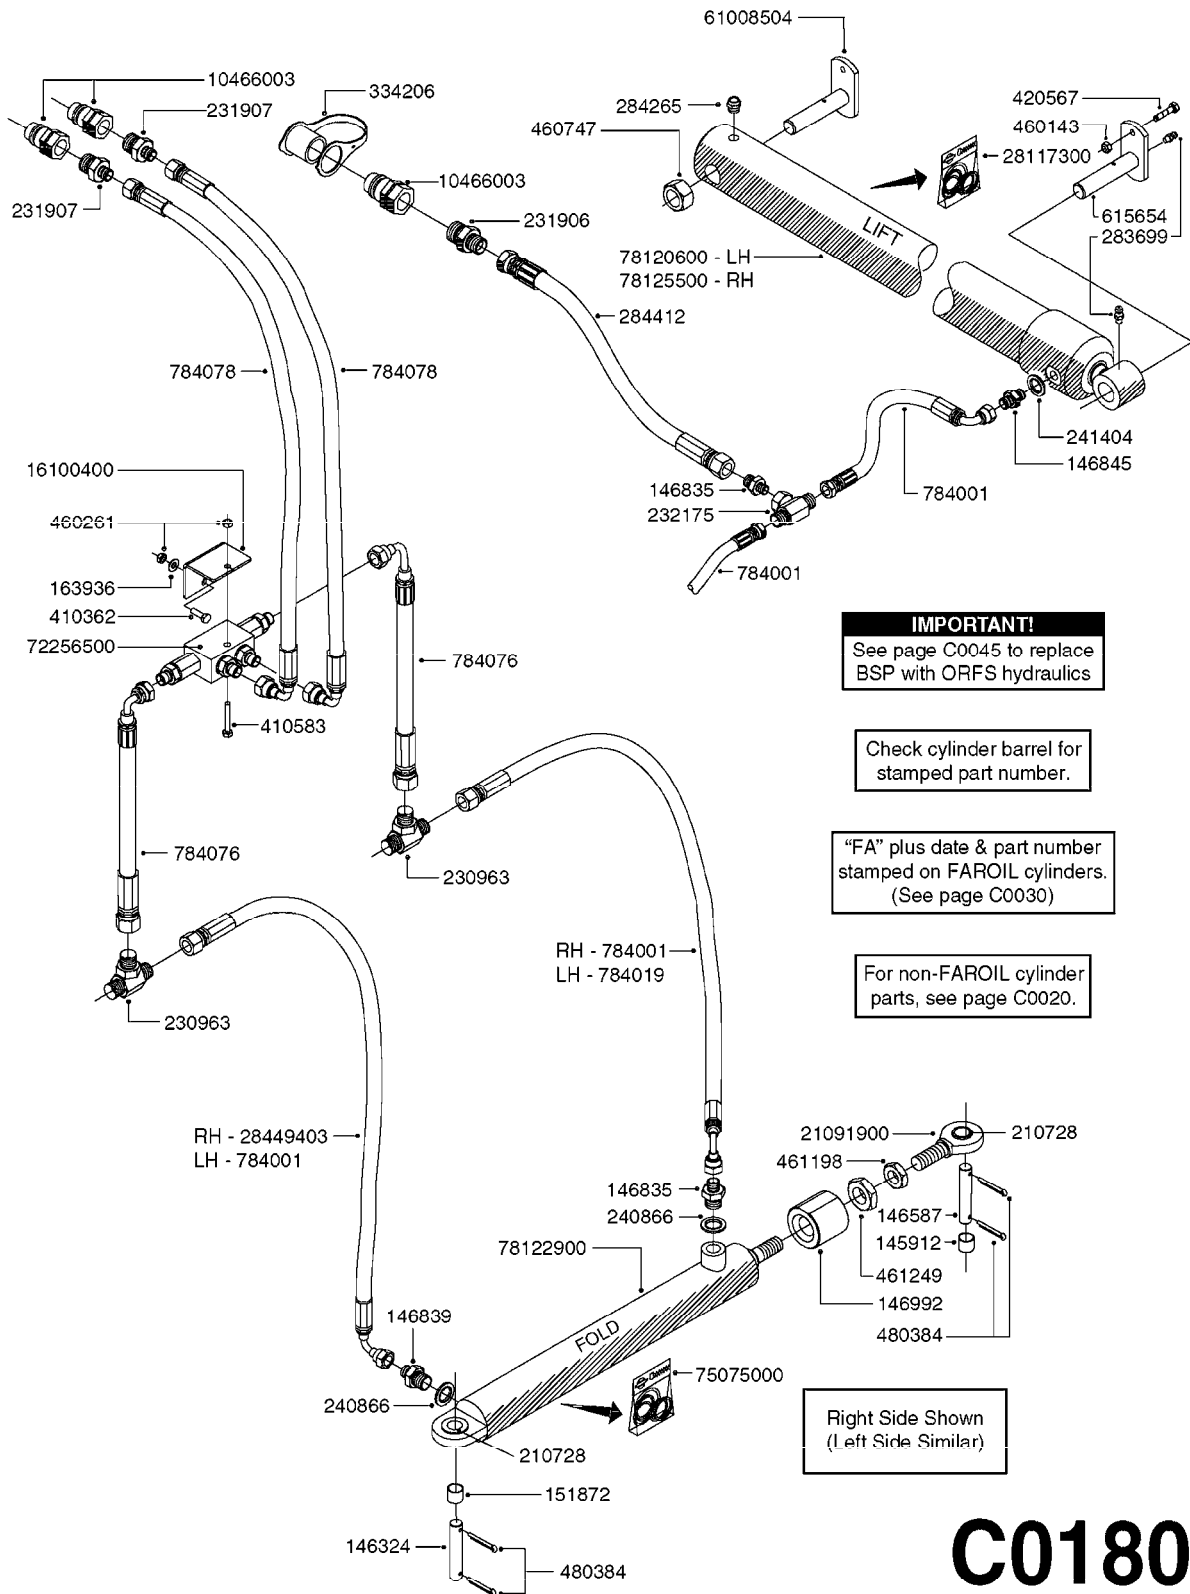 61008504
10466003
334206
231907
284265
420567
460747
460143
28117300
10466003
231907
231906
615654
283699
LIFT
78120600 - LH
78125500 - RH
284412
784078
784078
241404
16100400
146845
146835
784001
232175
460261
784001
163936
410362
IMPORTANT!
See page C0045 to replace
BSP with ORFS hydraulics
72256500
784076
410583
Check cylinder barrel for
stamped part number.
784076
"FA" plus date & part number
stamped on FAROIL cylinders.
(See page C0030)
230963
RH - 784001
LH - 784019
For non-FAROIL cylinder
parts, see page C0020.
230963
RH - 28449403
LH - 784001
21091900
210728
461198
146835
240866
146587
145912
78122900
461249
146992
146839
480384
FOLD
75075000
240866
Right Side Shown
(Left Side Similar)
210728
151872
146324
480384
C0180